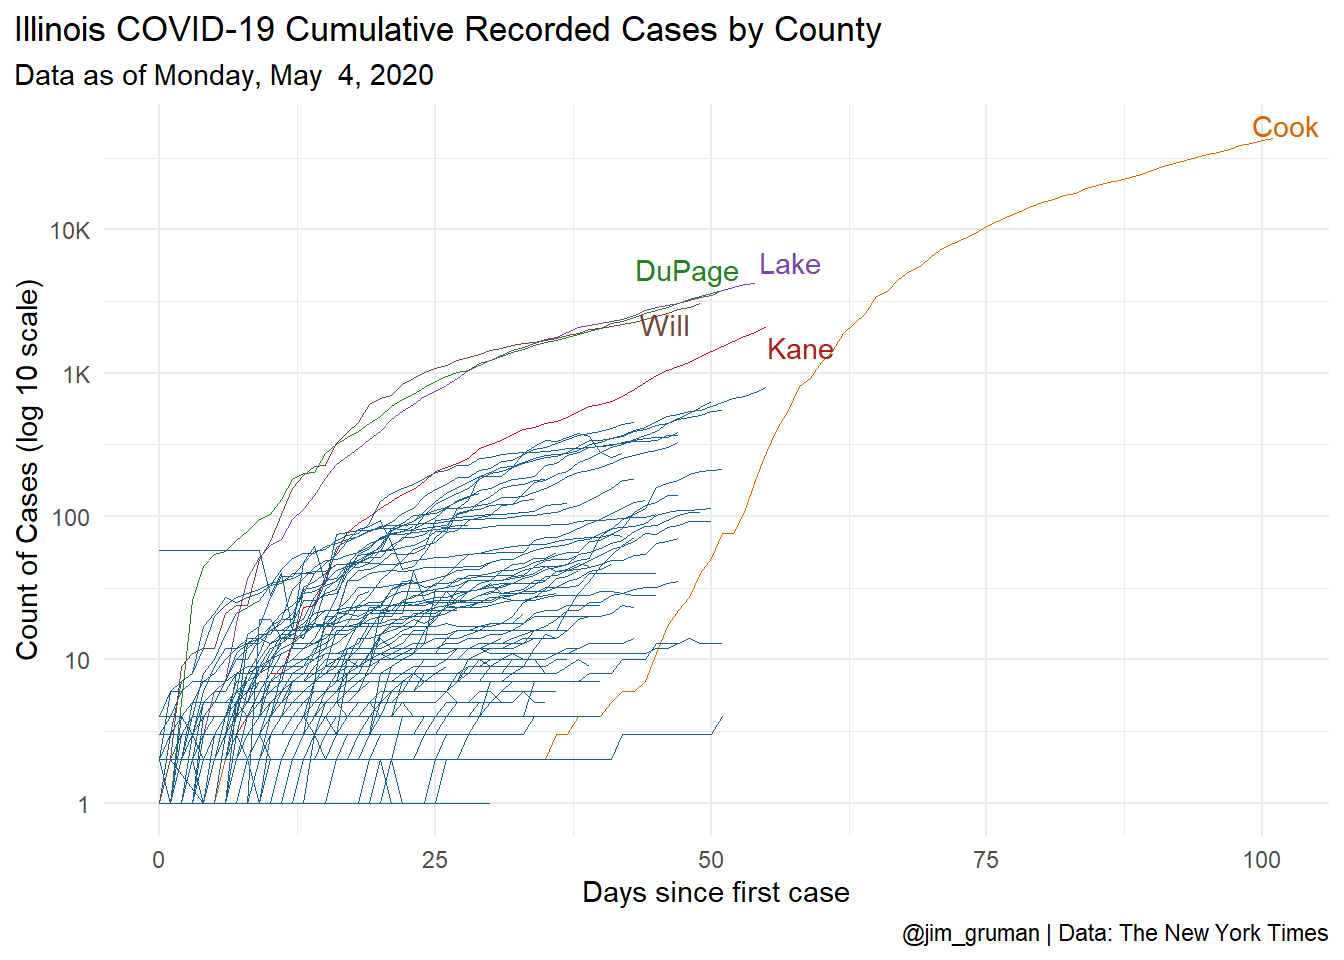 Illinois COVID-19 Cumulative Recorded Cases by County
Data as of Monday, May  4, 2020
Count of Cases (log 10 scale)
10K
1K
100
10
1
Cook
DuPage
Lake
Will
Kane
0
25
50
75
100
Days since first case
@jim_gruman | Data: The New York Times